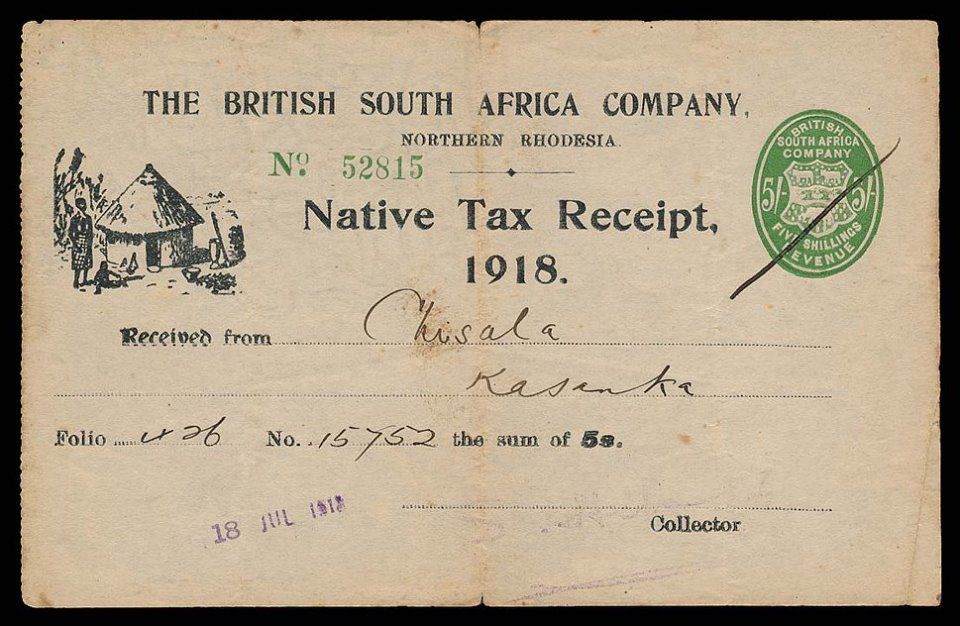 THE BRITISH SOUTH AFRICA COMPANY,
NORTHERN RHODESIA.
Nº 52815
Native Tax Receipt,
1918.
BRITISH
SOUTH AFRICA
COMPANY
5/- 5/-
FIVE SHILLINGS
REVENUE
Received from Chisala
Kasanka
Folio 426 No. 15752 the sum of 5s.
18 JUL 1918
Collector